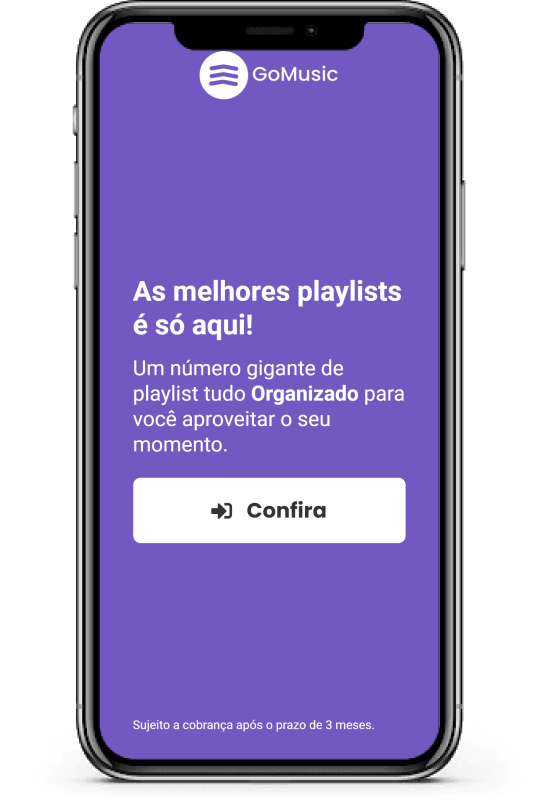 GoMusic
As melhores playlists
é só aqui!
Um número gigante de
playlist tudo Organizado para
você aproveitar o seu
momento.
Confira
Sujeito a cobrança após o prazo de 3 meses.